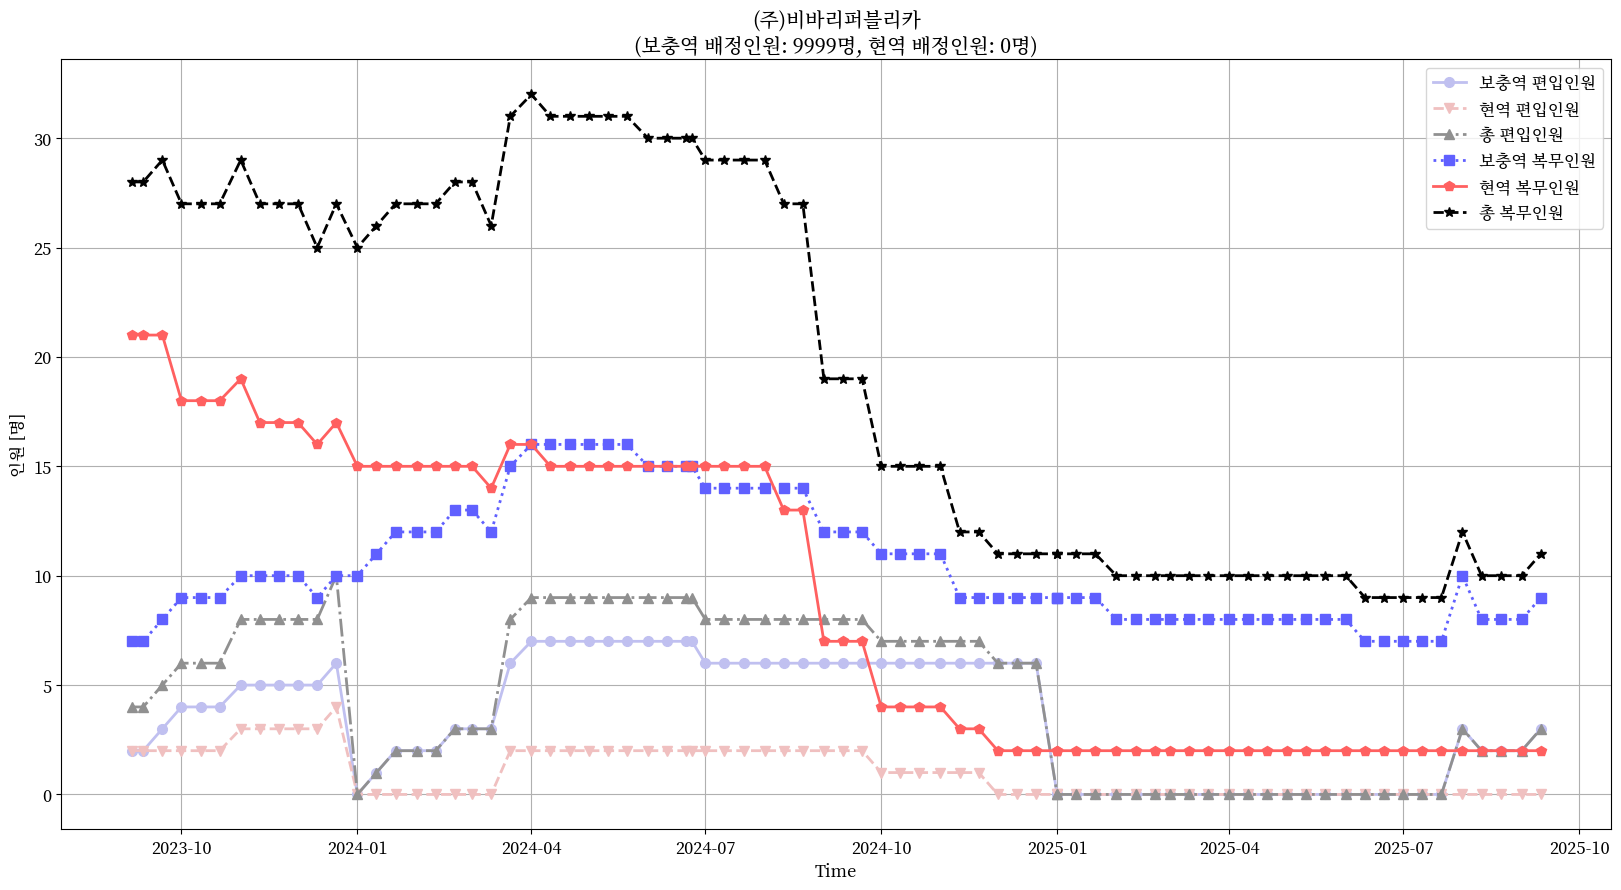 (주)비바리퍼블리카
(보충역 배정인원: 9999명, 현역 배정인원: 0명)
보충역 편입인원
현역 편입인원
총 편입인원
보충역 복무인원
현역 복무인원
총 복무인원
30
25
20
15
10
5
0
인원 [명]
2023-10
2024-01
2024-04
2024-07
2024-10
2025-01
2025-04
2025-07
2025-10
Time